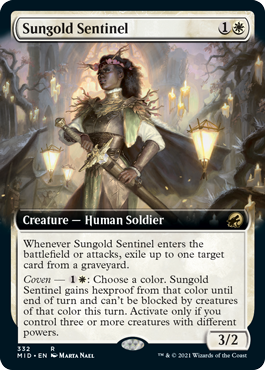 Sungold Sentinel 1
Creature — Human Soldier
Whenever Sungold Sentinel enters the
battlefield or attacks, exile up to one
target card from a graveyard.
Coven — 1 : Choose a color. Sungold
Sentinel gains hexproof from that color until
end of turn and can't be blocked by creatures
of that color this turn. Activate only if you
control three or more creatures with different
powers.
3/2
332 R
MID • EN MARTA NAEL ™ & © 2021 Wizards of the Coast